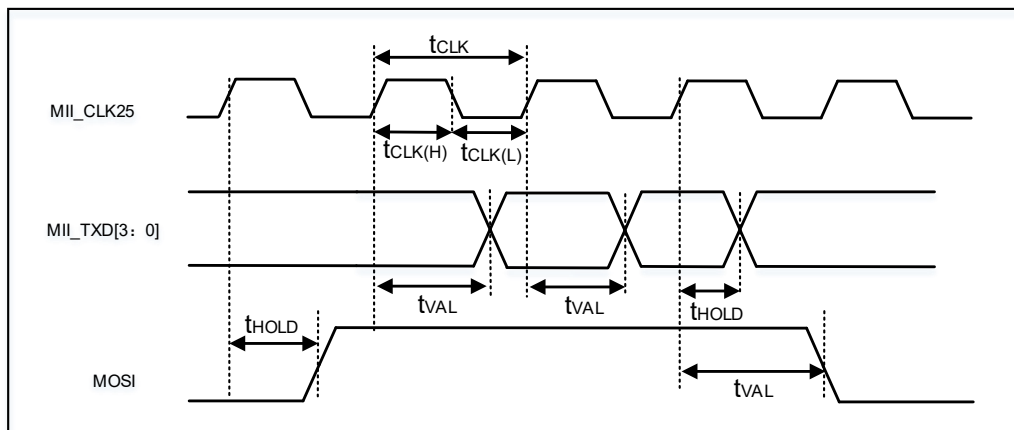 tCLK
MII_CLK25
tCLK(H) tCLK(L)
MII_TXD[3：0]
tVAL tVAL tHOLD
tHOLD
MOSI
tVAL